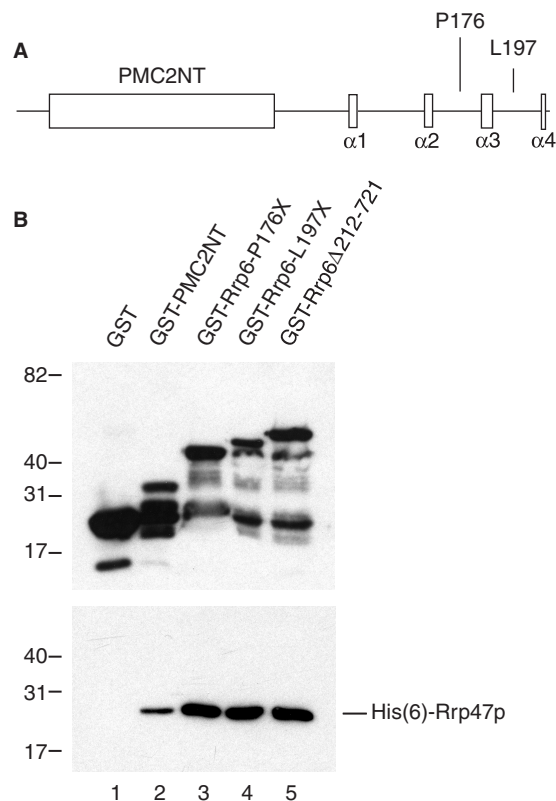 A
PMC2NT
P176
L197
α1
α2
α3
α4
B
GST
GST-PMC2NT
GST-Rrp6-P176X
GST-Rrp6-L197X
GST-Rrp6Δ212-721
82–
40–
31–
17–
40–
31–
17–
His(6)-Rrp47p
1 2 3 4 5